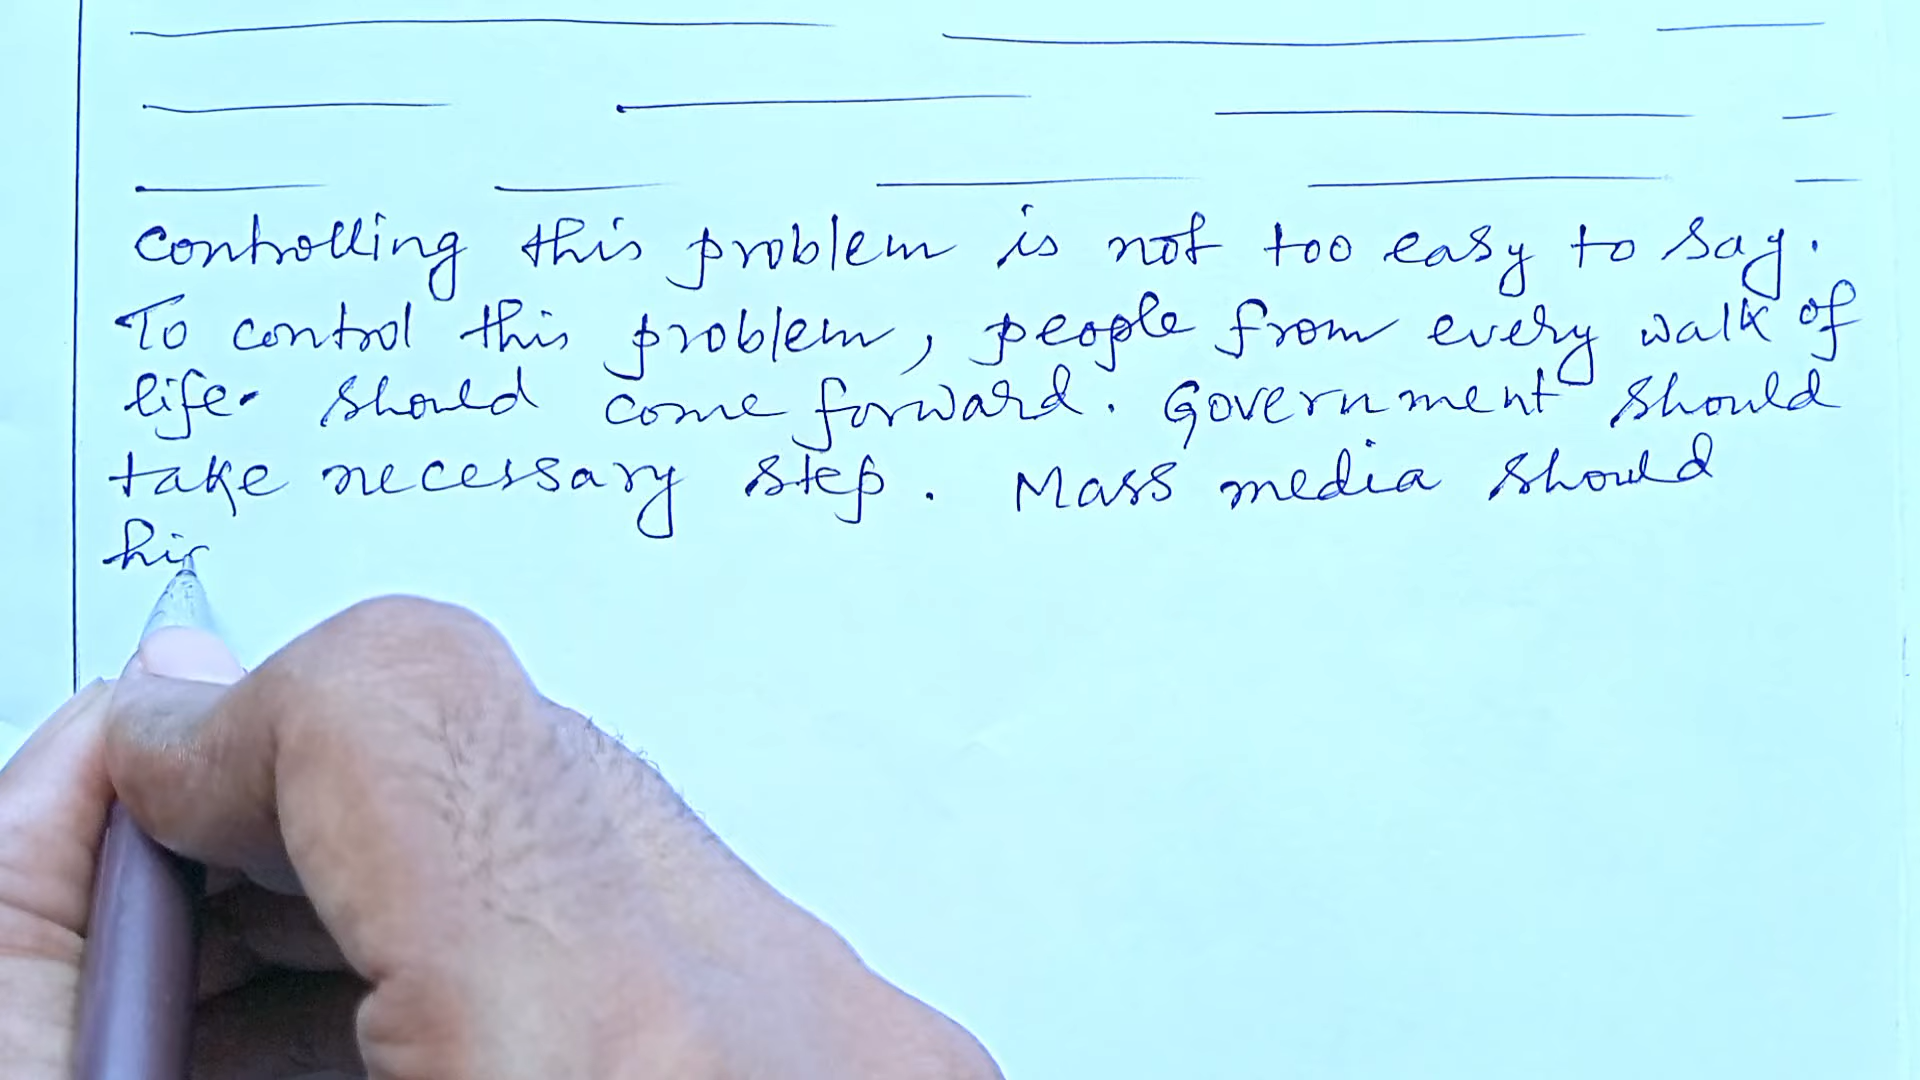 controlling this problem is not too easy to say.
To control this problem, people from every walk of
life should come forward. Government should
take necessary step. Mass media should